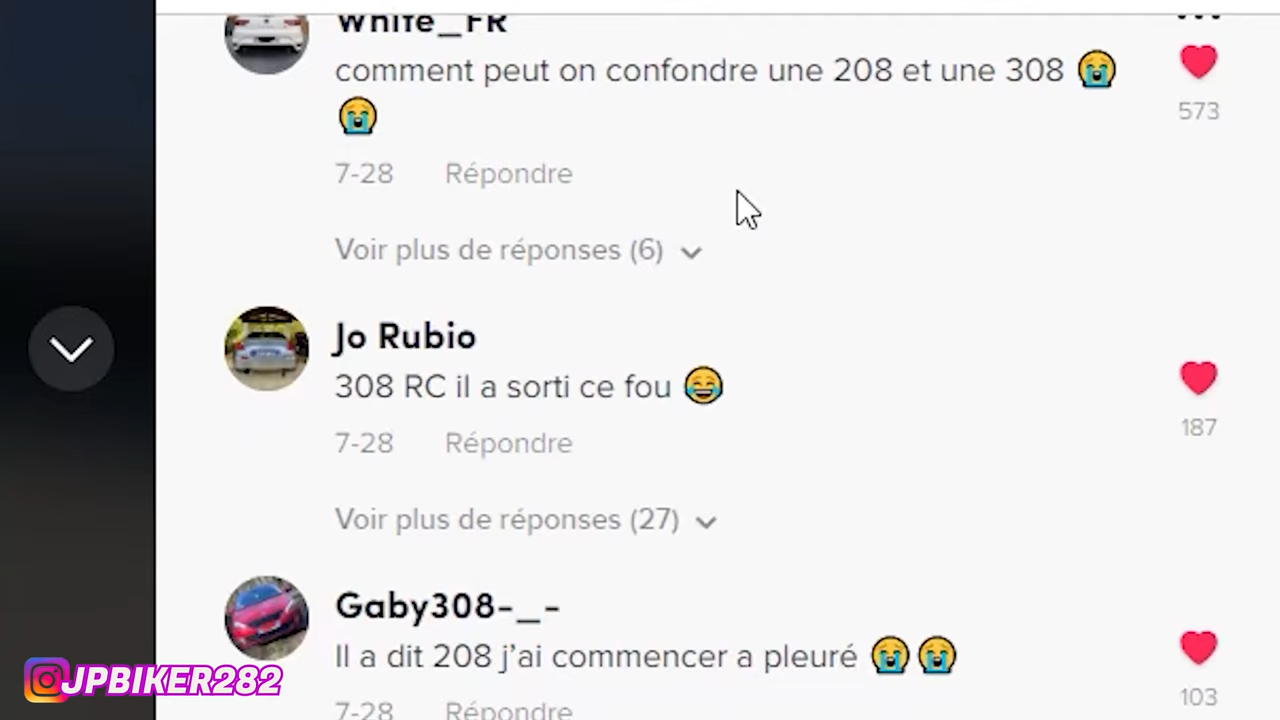 White_FR
comment peut on confondre une 208 et une 308 😭
😭
573
7-28 Répondre
Voir plus de réponses (6)
Jo Rubio
308 RC il a sorti ce fou 😂
187
7-28 Répondre
Voir plus de réponses (27)
Gaby308-_-
Il a dit 208 j'ai commencer a pleuré 😭😭
103
7-28 Répondre
JPBIKER282